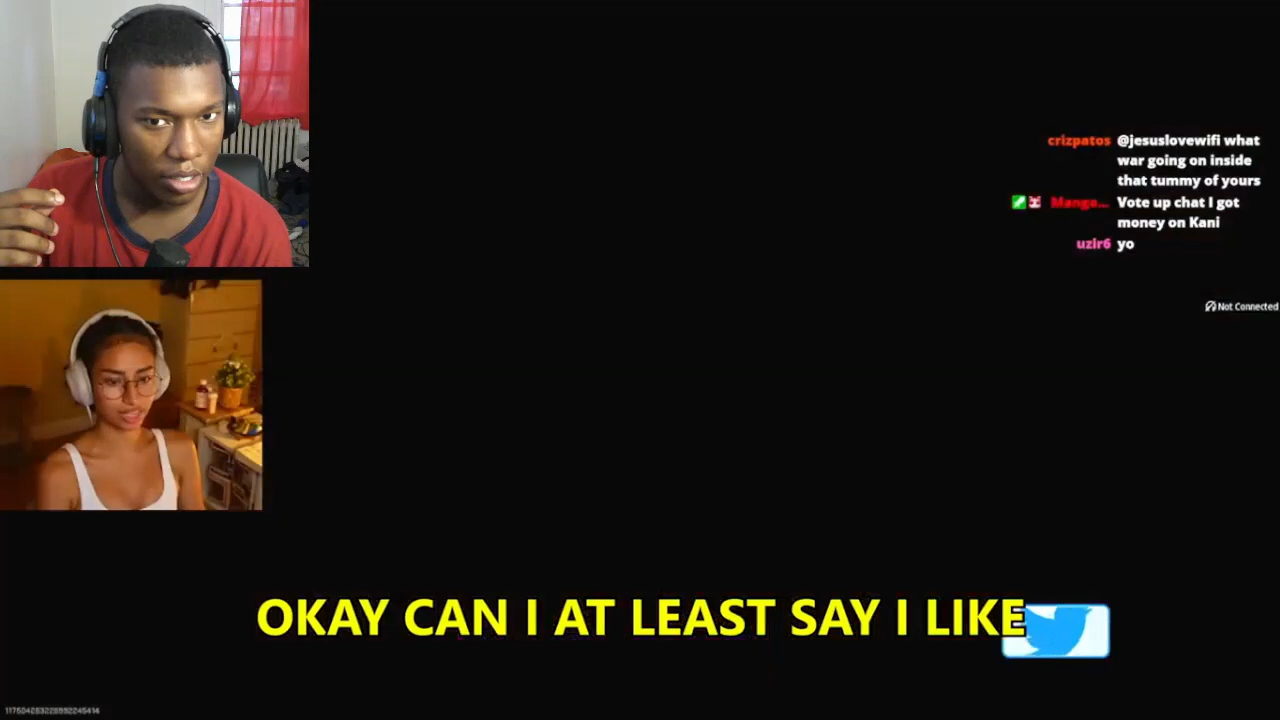 crizpatos @jesuslovewifi what
war going on inside
that tummy of yours
Mango... Vote up chat I got
money on Kani
uzir6 yo
Not Connected
OKAY CAN I AT LEAST SAY I LIKE